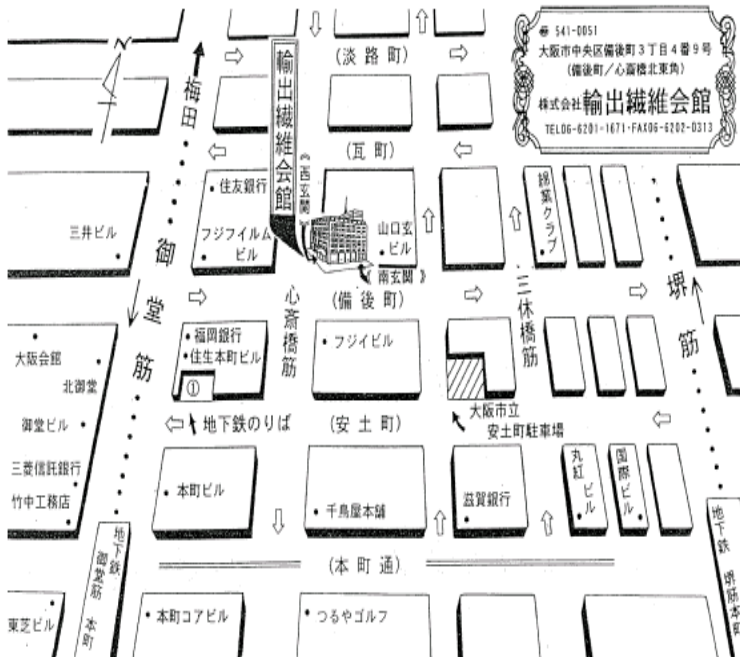 〒 541-0051
大阪市中央区備後町3丁目4番9号
(備後町/心斎橋北東角)
株式会社 輸出繊維会館
TEL06-6201-1671・FAX06-6202-0313
N
梅田
(淡路町)
輸出繊維会館
《西玄関》
(瓦町)
住友銀行
フジフイルム
ビル
山口玄
ビル
綿業クラブ
三井ビル
《南玄関》
御堂筋
(備後町)
心斎橋筋
三休橋筋
堺筋
福岡銀行
住生本町ビル
①
フジイビル
大阪会館
北御堂
御堂ビル
三菱信託銀行
竹中工務店
地下鉄のりば
(安土町)
大阪市立
安土町駐車場
本町ビル
千鳥屋本舗
滋賀銀行
丸紅ビル
国際ビル
地下鉄
御堂筋 本町
地下鉄
堺筋本町
(本町通)
東芝ビル
本町コアビル
つるやゴルフ